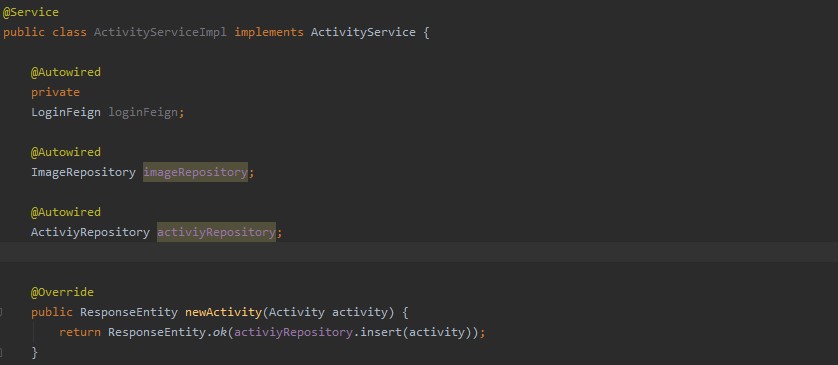 @Service
public class ActivityServiceImpl implements ActivityService {
@Autowired
private
LoginFeign loginFeign;
@Autowired
ImageRepository imageRepository;
@Autowired
ActiviyRepository activiyRepository;
@Override
public ResponseEntity newActivity(Activity activity) {
return ResponseEntity.ok(activiyRepository.insert(activity));
}